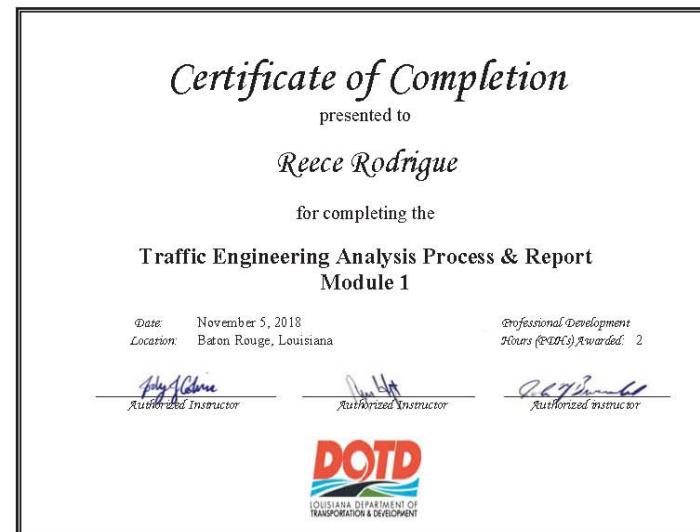 Certificate of Completion
presented to
Reece Rodrigue
for completing the
Traffic Engineering Analysis Process & Report
Module 1
Date: November 5, 2018
Location: Baton Rouge, Louisiana
Professional Development
Hours (PDHs) Awarded: 2
Authorized Instructor
Authorized Instructor
Authorized instructor
DOTD
LOUISIANA DEPARTMENT OF
TRANSPORTATION & DEVELOPMENT